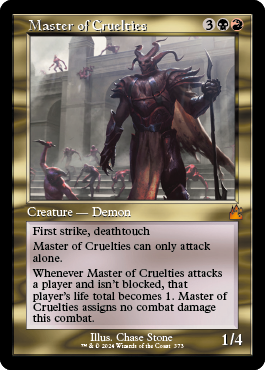 Master of Cruelties 3
Creature — Demon
First strike, deathtouch
Master of Cruelties can only attack
alone.
Whenever Master of Cruelties attacks
a player and isn't blocked, that
player's life total becomes 1. Master of
Cruelties assigns no combat damage
this combat.
Illus. Chase Stone
™ & © 2024 Wizards of the Coast 373
1/4